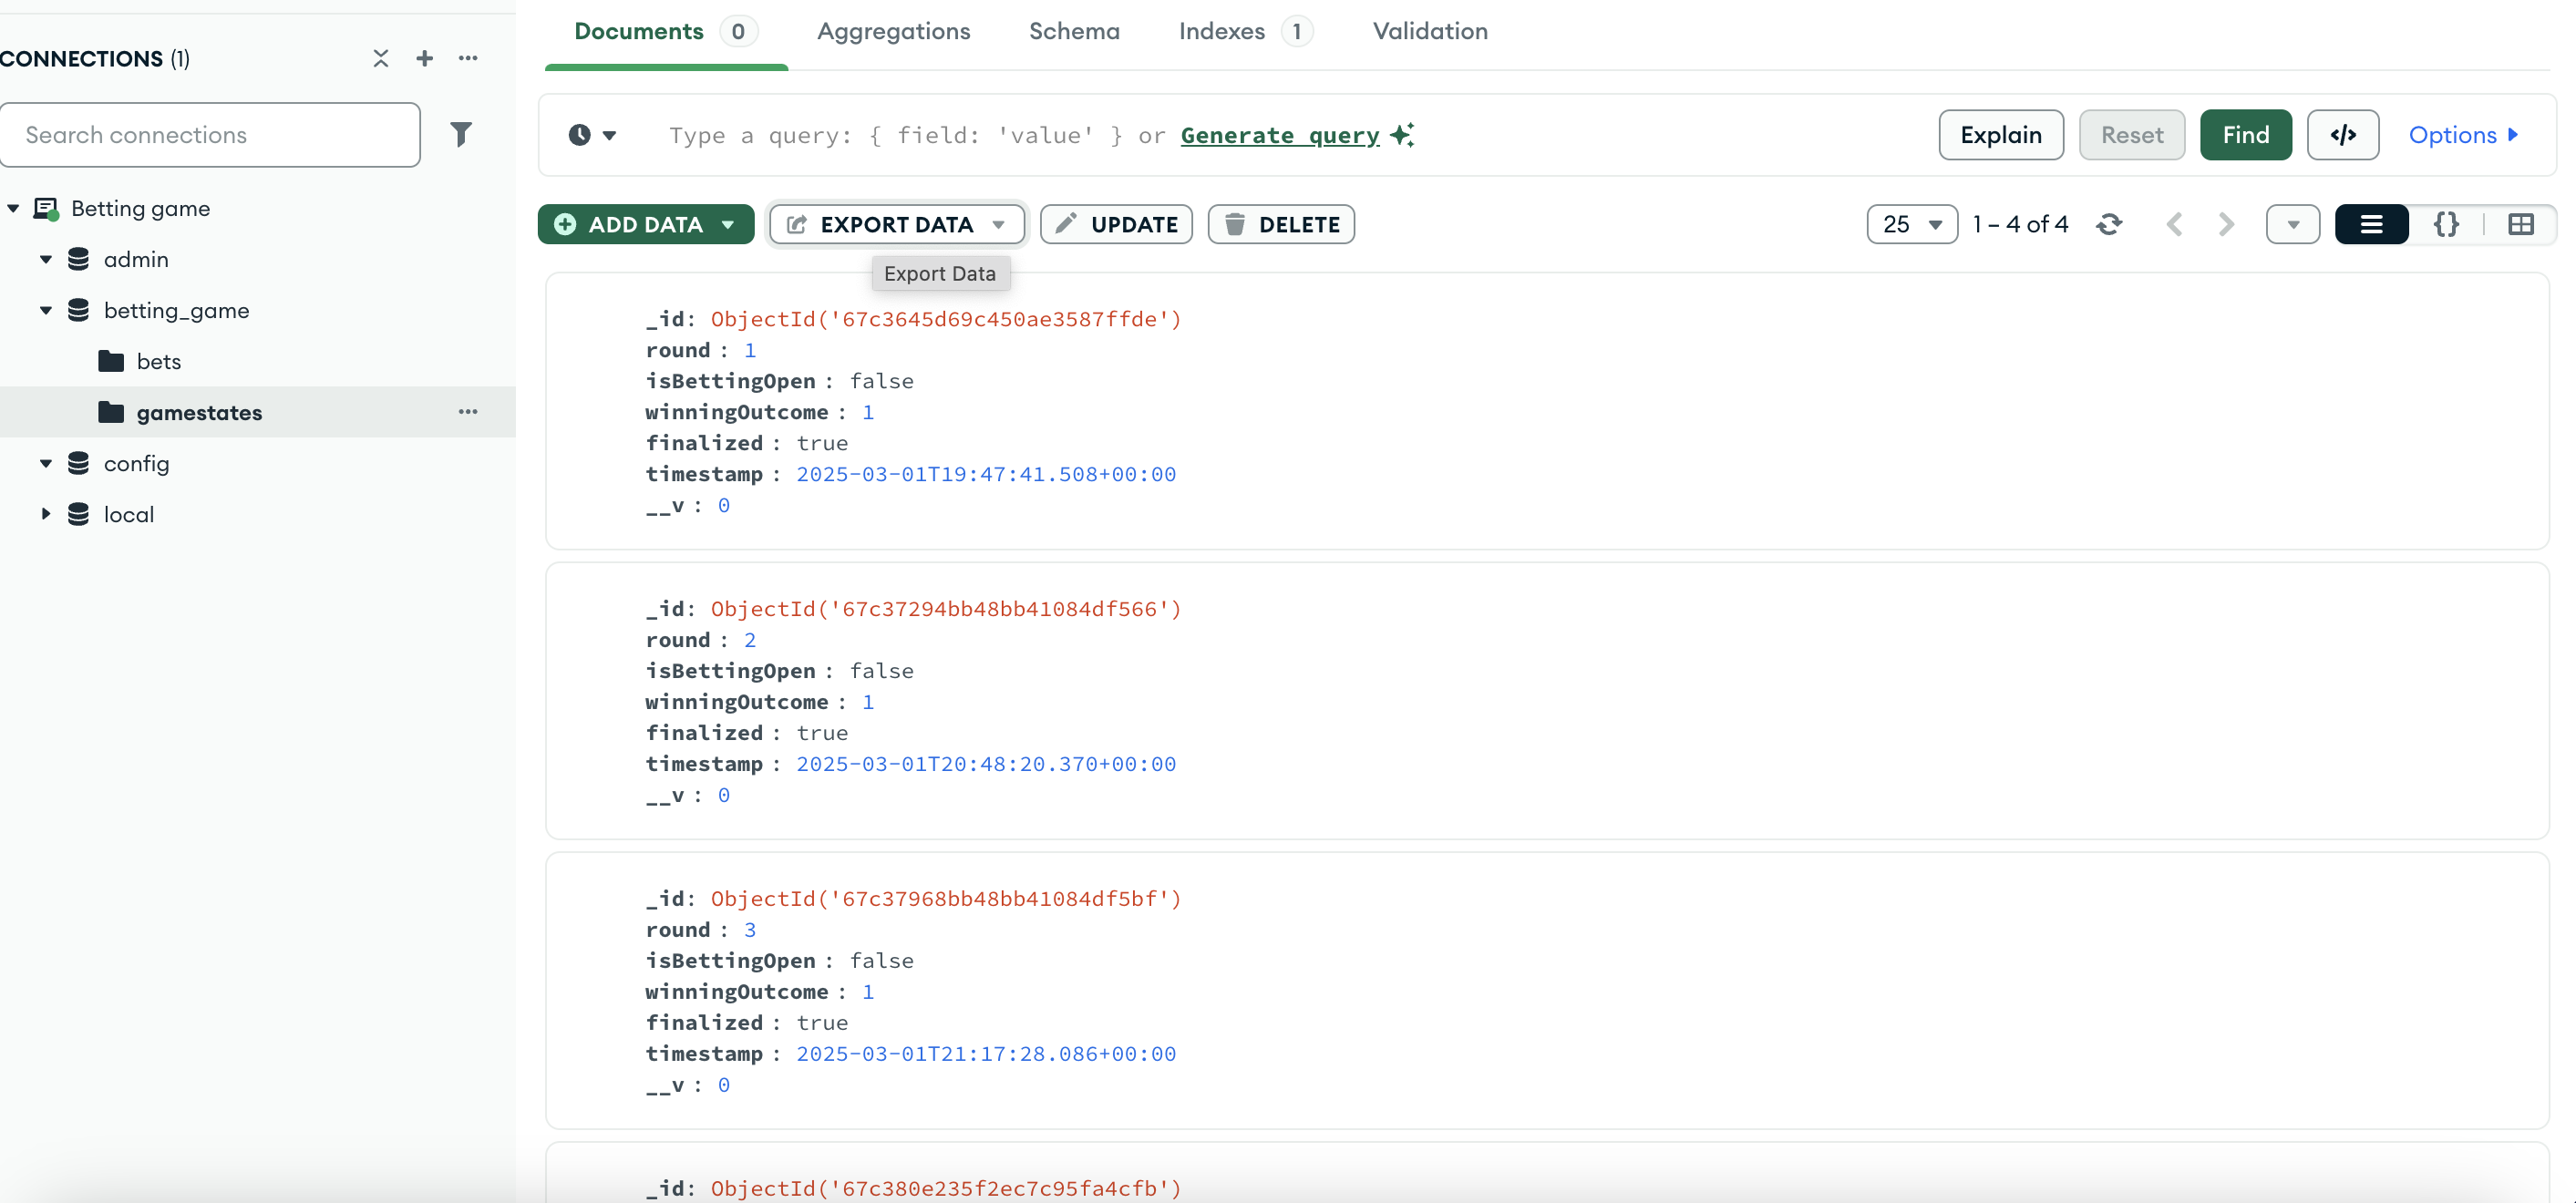 CONNECTIONS (1)
Search connections
Betting game
admin
betting_game
bets
gamestates
config
local
Documents 0 Aggregations Schema Indexes 1 Validation
Type a query: { field: 'value' } or Generate query
Explain Reset Find </> Options
ADD DATA EXPORT DATA UPDATE DELETE 25 1 – 4 of 4 {}
Export Data
_id: ObjectId('67c3645d69c450ae3587ffde')
round : 1
isBettingOpen : false
winningOutcome : 1
finalized : true
timestamp : 2025-03-01T19:47:41.508+00:00
__v : 0
_id: ObjectId('67c37294bb48bb41084df566')
round : 2
isBettingOpen : false
winningOutcome : 1
finalized : true
timestamp : 2025-03-01T20:48:20.370+00:00
__v : 0
_id: ObjectId('67c37968bb48bb41084df5bf')
round : 3
isBettingOpen : false
winningOutcome : 1
finalized : true
timestamp : 2025-03-01T21:17:28.086+00:00
__v : 0
_id: ObjectId('67c380e235f2ec7c95fa4cfb')